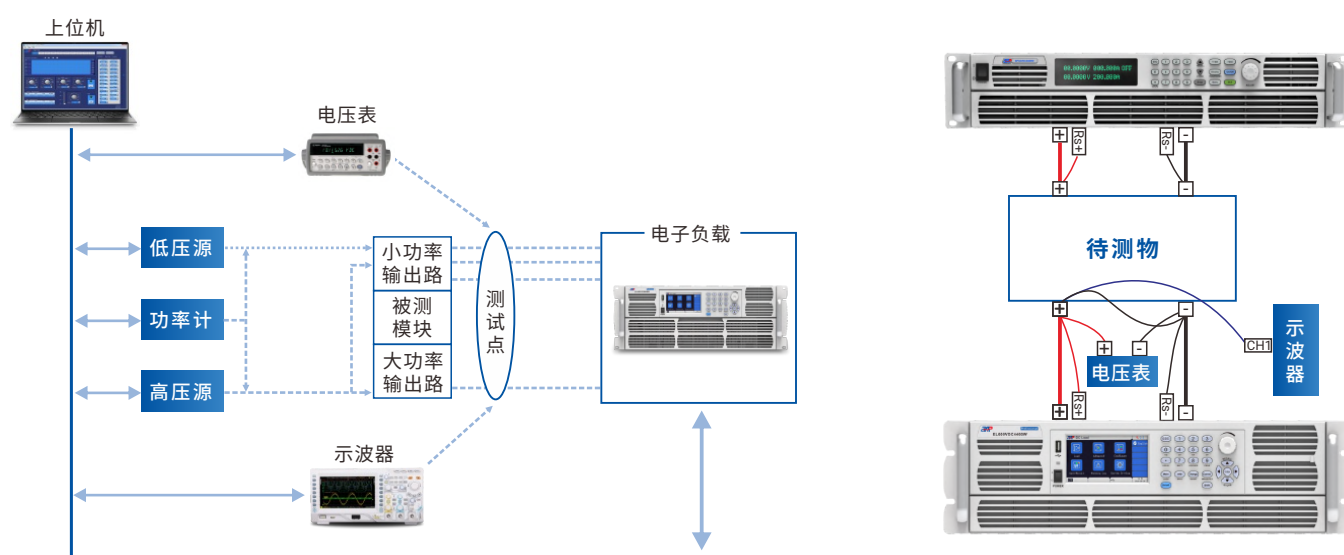 上位机
电压表
低压源
功率计
高压源
小功率
输出路
被测
模块
大功率
输出路
测
试
点
电子负载
示波器
+
Rs+
Rs-
-
+
-
待测物
+
-
+
-
电压表
CH1
示
波
器
+
Rs+
Rs-
-